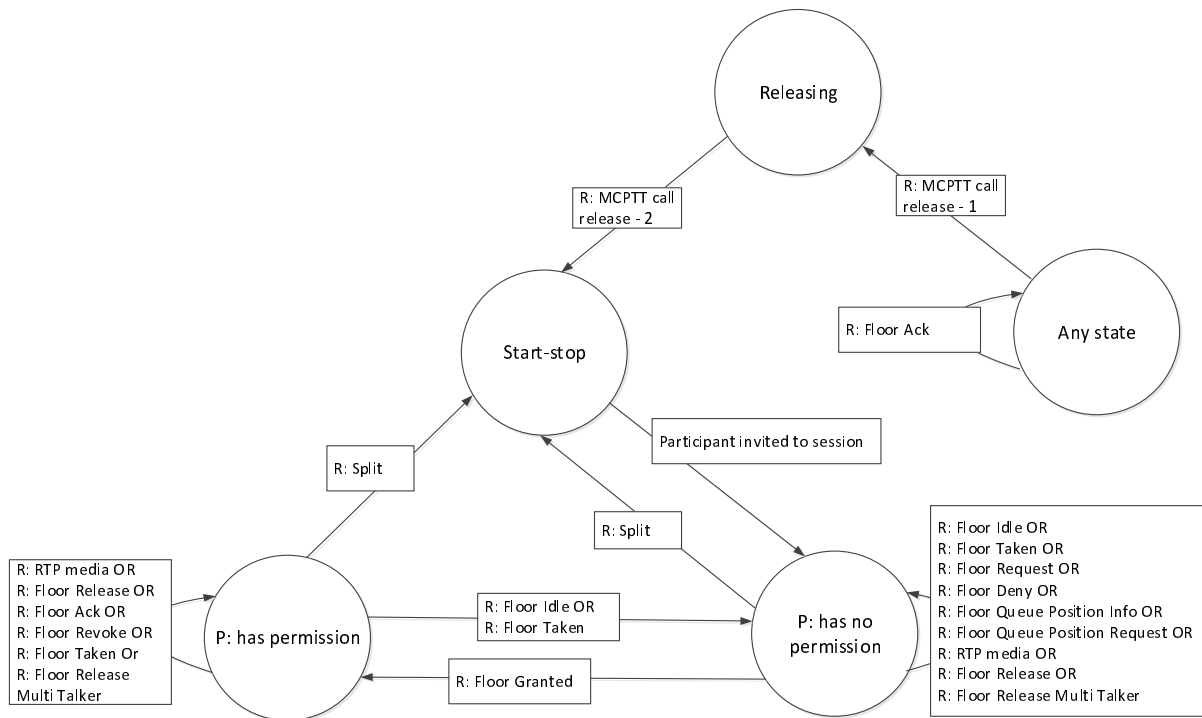 Releasing
R: MCPTT call
release - 2
R: MCPTT call
release - 1
R: Floor Ack
Any state
Start-stop
Participant invited to session
R: Split
R: Split
R: RTP media OR
R: Floor Release OR
R: Floor Ack OR
R: Floor Revoke OR
R: Floor Taken Or
R: Floor Release
Multi Talker
P: has permission
R: Floor Idle OR
R: Floor Taken
R: Floor Granted
P: has no
permission
R: Floor Idle OR
R: Floor Taken OR
R: Floor Request OR
R: Floor Deny OR
R: Floor Queue Position Info OR
R: Floor Queue Position Request OR
R: RTP media OR
R: Floor Release OR
R: Floor Release Multi Talker